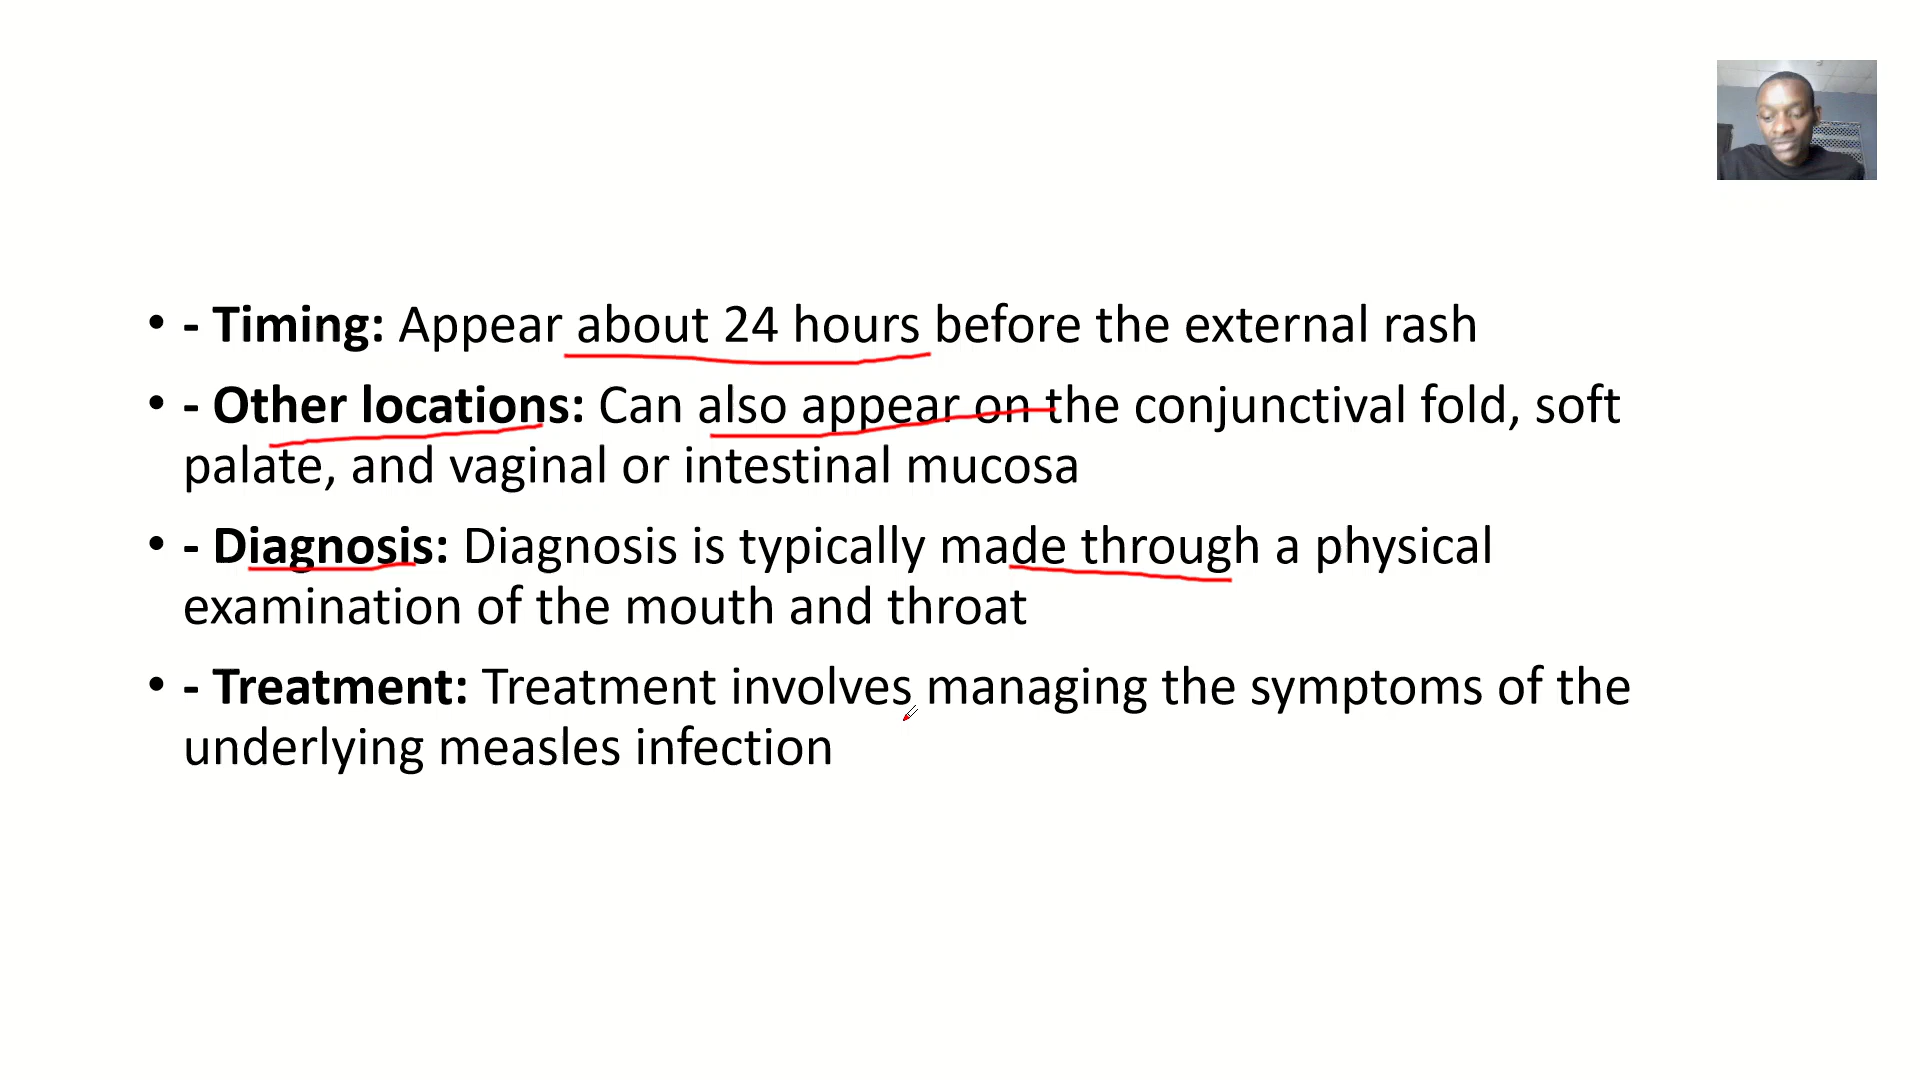 • - Timing: Appear about 24 hours before the external rash
• - Other locations: Can also appear on the conjunctival fold, soft
palate, and vaginal or intestinal mucosa
• - Diagnosis: Diagnosis is typically made through a physical
examination of the mouth and throat
• - Treatment: Treatment involves managing the symptoms of the
underlying measles infection